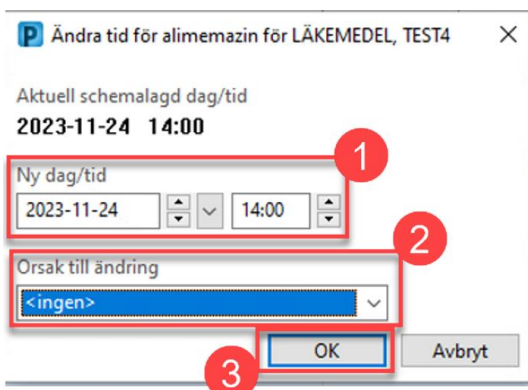 P Ändra tid för alimemazin för LÄKEMEDEL, TEST4
Aktuell schemalagd dag/tid
2023-11-24 14:00
1
Ny dag/tid
2023-11-24 14:00
2
Orsak till ändring
<ingen>
OK Avbryt
3